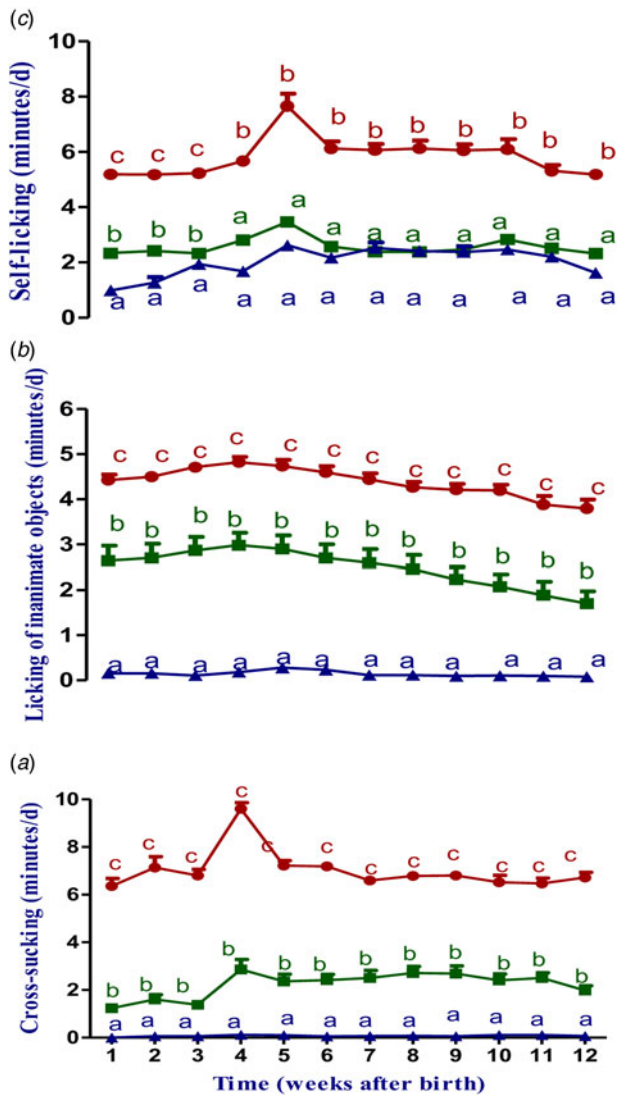 (c)
Self-licking (minutes/d)
10
8
6
4
2
0
c c c b b b b b b b b b
b b b a a a a a a a a a
a a a a a a a a a a a a
(b)
Licking of inanimate objects (minutes/d)
6
5
4
3
2
1
0
c c c c c c c c c c c c
b b b b b b b b b b b b
a a a a a a a a a a a a
(a)
Cross-sucking (minutes/d)
10
8
6
4
2
0
c c c c c c c c c c c c
b b b b b b b b b b b b
a a a a a a a a a a a a
1 2 3 4 5 6 7 8 9 10 11 12
Time (weeks after birth)